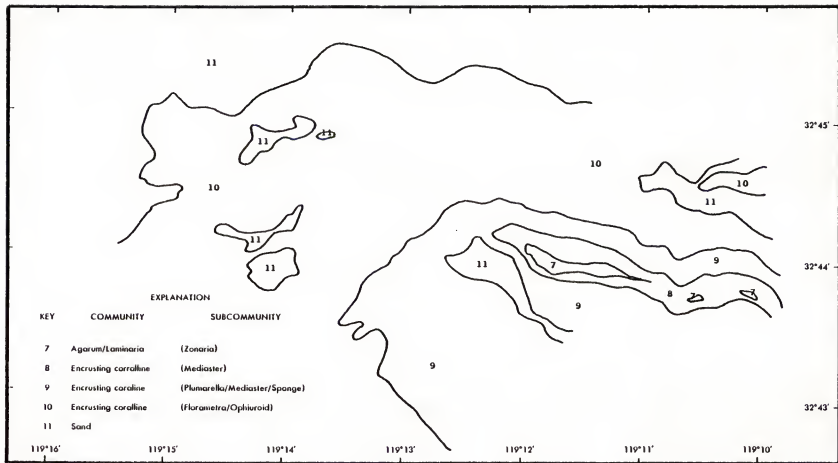 11
11
11
32°45'
10
10
10
11
11
11
9
7
11
32°44'
8
7
7
9
9
EXPLANATION
KEY COMMUNITY SUBCOMMUNITY
7 Agarum/Laminaria (Zonaria)
8 Encrusting corralline (Mediaster)
9 Encrusting coraline (Plumarella/Mediaster/Sponge)
10 Encrusting coralline (Florametra/Ophiuroid)
11 Sand
32°43'
119°16' 119°15' 119°14' 119°13' 119°12' 119°11' 119°10'